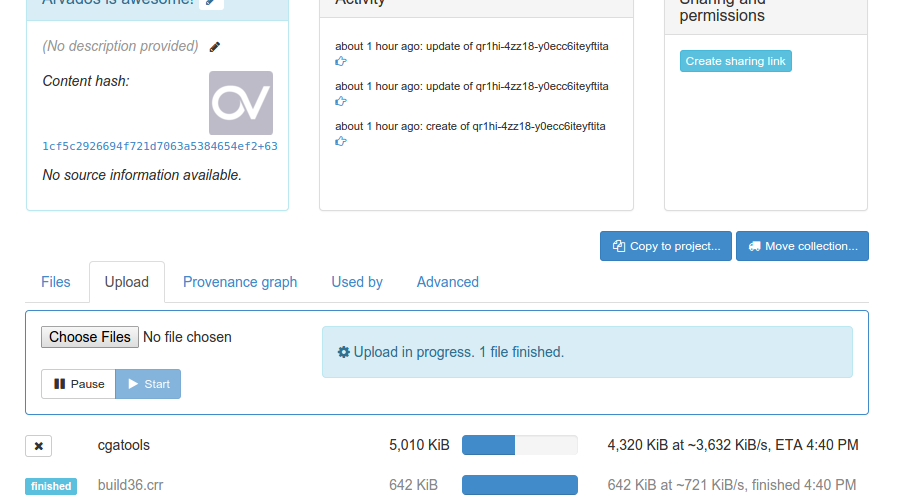 Arvados is awesome!
Activity
Sharing and
permissions
(No description provided)
Content hash:
1cf5c2926694f721d7063a5384654ef2+63
No source information available.
about 1 hour ago: update of qr1hi-4zz18-y0ecc6iteyftita
about 1 hour ago: update of qr1hi-4zz18-y0ecc6iteyftita
about 1 hour ago: create of qr1hi-4zz18-y0ecc6iteyftita
Create sharing link
Copy to project... Move collection...
Files Upload Provenance graph Used by Advanced
Choose Files No file chosen
Upload in progress. 1 file finished.
Pause Start
cgatools 5,010 KiB 4,320 KiB at ~3,632 KiB/s, ETA 4:40 PM
finished build36.crr 642 KiB 642 KiB at ~721 KiB/s, finished 4:40 PM